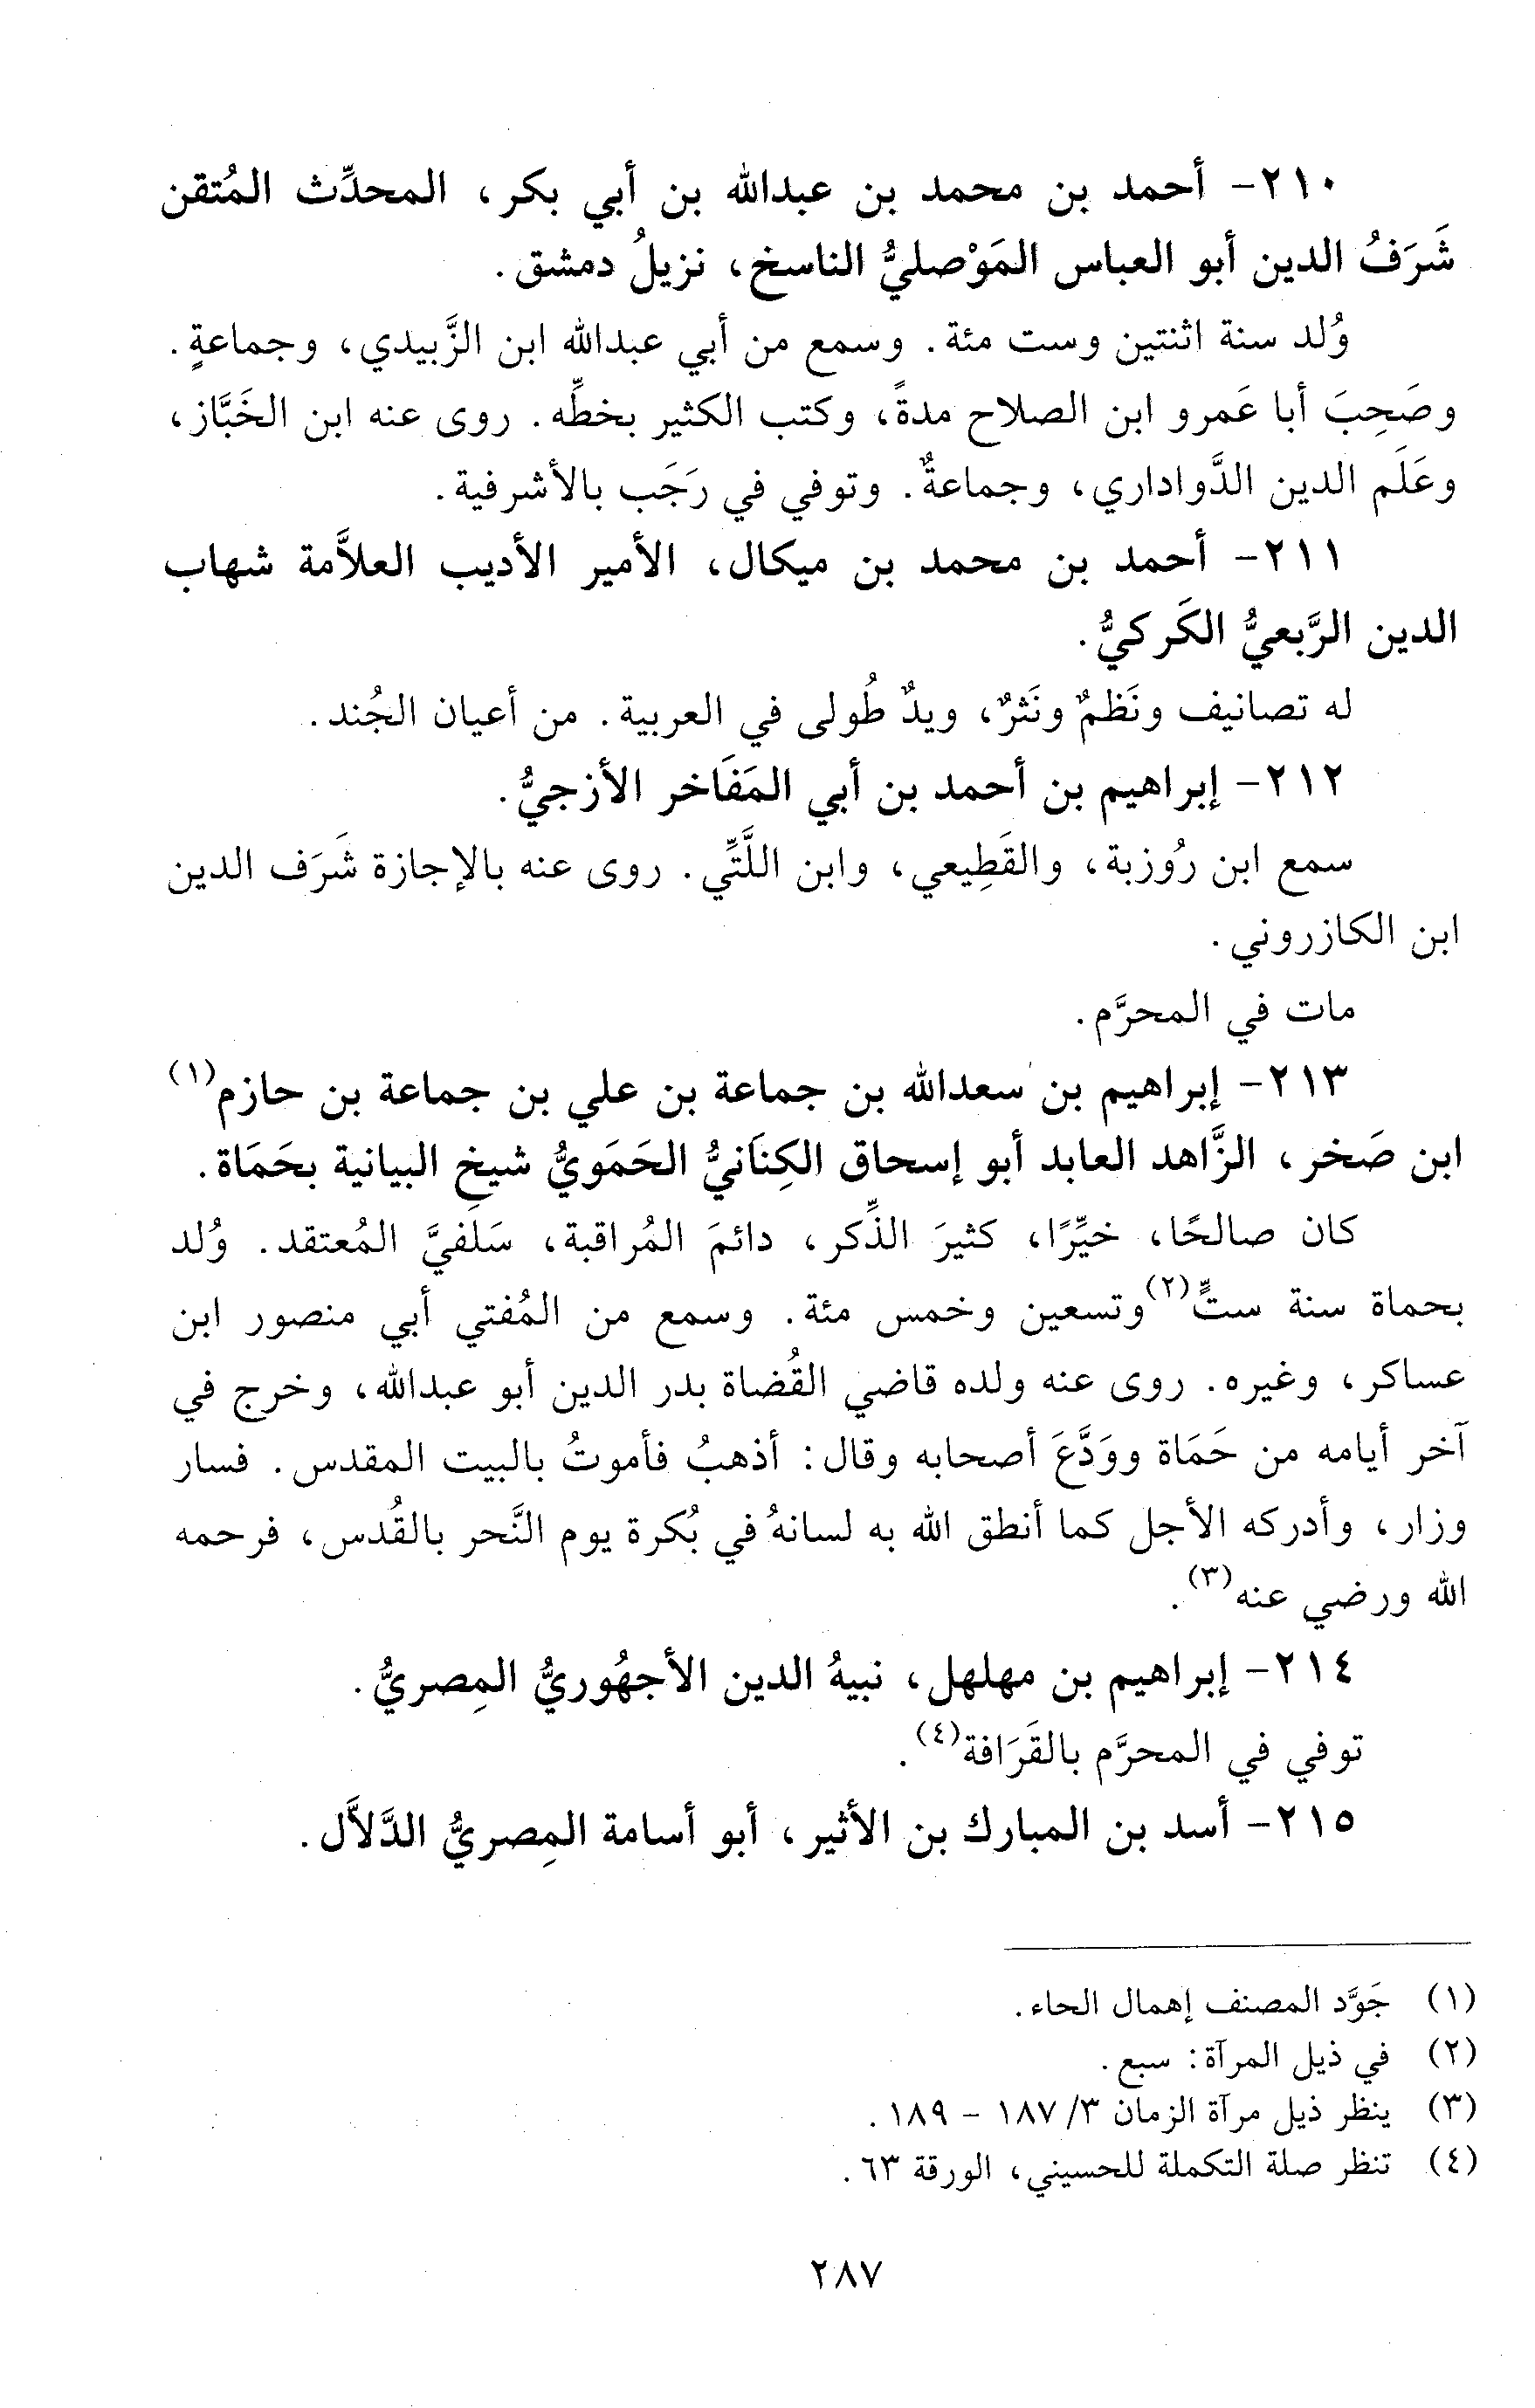 ٢١٠- أحمد بن محمد بن عبدالله بن أبي بكر، المحدِّث المُتقن
شَرَفُ الدين أبو العباس المَوْصليُّ الناسخ، نزيلُ دمشق.
وُلد سنة اثنتين وست مئة. وسمع من أبي عبدالله ابن الزَّبيدي، وجماعةٍ.
وصَحِبَ أبا عَمرو ابن الصلاح مدةً، وكتب الكثير بخطِّه. روى عنه ابن الخَبَّاز،
وعَلَم الدين الدَّواداري، وجماعةٌ. وتوفي في رَجَب بالأشرفية.
٢١١- أحمد بن محمد بن ميكال، الأمير الأديب العلاَّمة شهاب
الدين الرَّبعيُّ الكَركيُّ.
له تصانيف ونَظمٌ ونَثرٌ، ويدٌ طُولى في العربية. من أعيان الجُند.
٢١٢- إبراهيم بن أحمد بن أبي المَفَاخر الأزجيُّ.
سمع ابن رُوزبة، والقَطِيعي، وابن اللَّتِّي. روى عنه بالإجازة شَرَف الدين
ابن الكازروني.
مات في المحرَّم.
٢١٣- إبراهيم بن سعدالله بن جماعة بن علي بن جماعة بن حازم(١)
ابن صَخر، الزَّاهد العابد أبو إسحاق الكِنَانيُّ الحَمَويُّ شيخ البيانية بحَمَاة.
كان صالحًا، خيِّرًا، كثيرَ الذِّكر، دائمَ المُراقبة، سَلَفيَّ المُعتقد. وُلد
بحماة سنة ستٍّ(٢) وتسعين وخمس مئة. وسمع من المُفتي أبي منصور ابن
عساكر، وغيره. روى عنه ولده قاضي القُضاة بدر الدين أبو عبدالله، وخرج في
آخر أيامه من حَمَاة ووَدَّعَ أصحابه وقال: أذهبُ فأموتُ بالبيت المقدس. فسار
وزار، وأدركه الأجل كما أنطق الله به لسانهُ في بُكرة يوم النَّحر بالقُدس، فرحمه
الله ورضي عنه(٣).
٢١٤- إبراهيم بن مهلهل، نبيهُ الدين الأجهُوريُّ المِصريُّ.
توفي في المحرَّم بالقَرَافة(٤).
٢١٥- أسد بن المبارك بن الأثير، أبو أسامة المِصريُّ الدَّلاَّل.
(١) جَوَّد المصنف إهمال الحاء.
(٢) في ذيل المرآة: سبع.
(٣) ينظر ذيل مرآة الزمان ٣/ ١٨٧ - ١٨٩.
(٤) تنظر صلة التكملة للحسيني، الورقة ٦٣.
٢٨٧